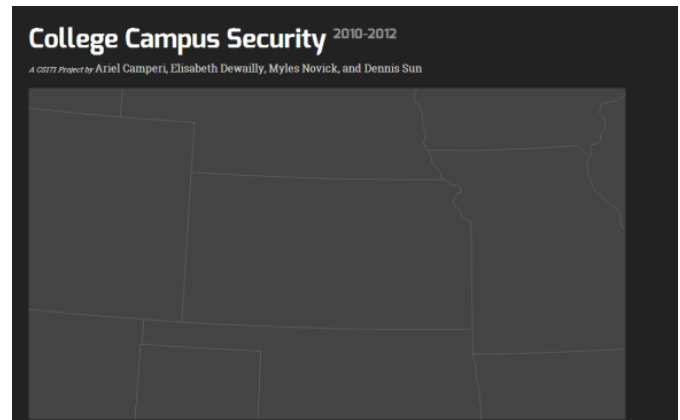 College Campus Security 2010-2012
A CS171 Project by Ariel Camperi, Elisabeth Dewailly, Myles Novick, and Dennis Sun